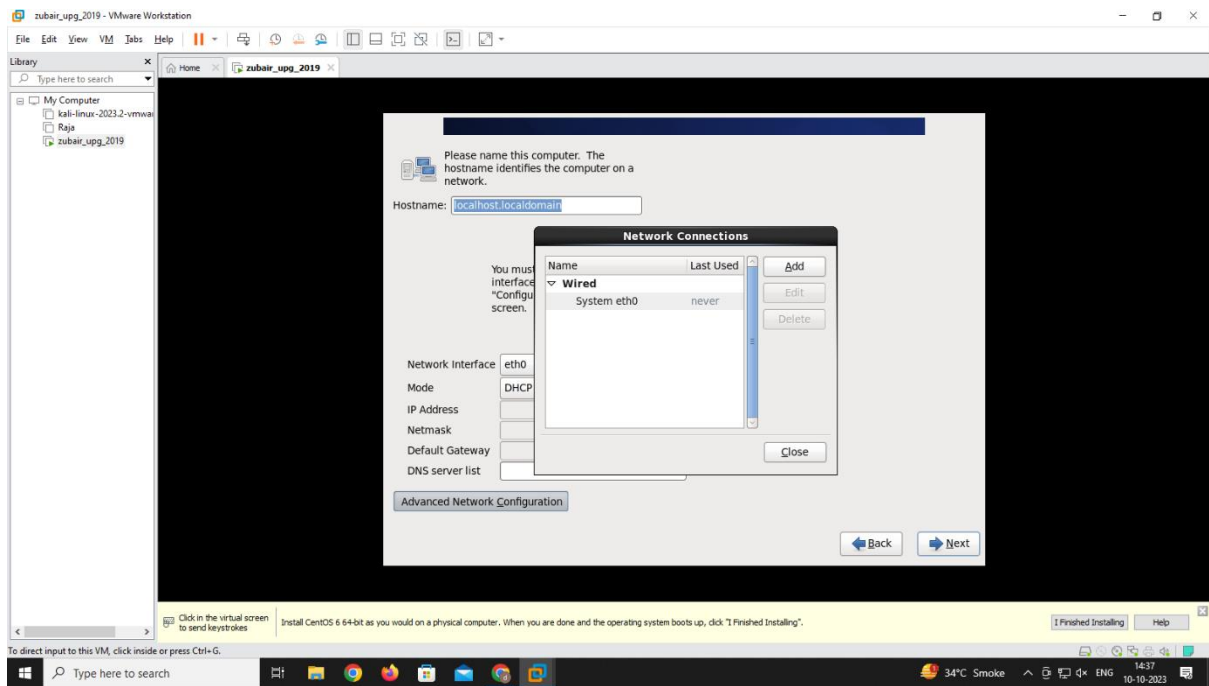 zubair_upg_2019 - VMware Workstation
File Edit View VM Tabs Help
Library
Type here to search
My Computer
kali-linux-2023.2-vmwar
Raja
zubair_upg_2019
Home
zubair_upg_2019
Please name this computer. The
hostname identifies the computer on a
network.
Hostname: localhost.localdomain
You must
interface
"Configu
screen.
Network Interface eth0
Mode DHCP
IP Address
Netmask
Default Gateway
DNS server list
Advanced Network Configuration
Network Connections
Name Last Used
Wired
System eth0 never
Add
Edit
Delete
Close
Back Next
Click in the virtual screen
to send keystrokes
Install CentOS 6 64-bit as you would on a physical computer. When you are done and the operating system boots up, click "I Finished Installing".
I Finished Installing Help
To direct input to this VM, click inside or press Ctrl+G.
Type here to search
34°C Smoke
ENG
14:37
10-10-2023